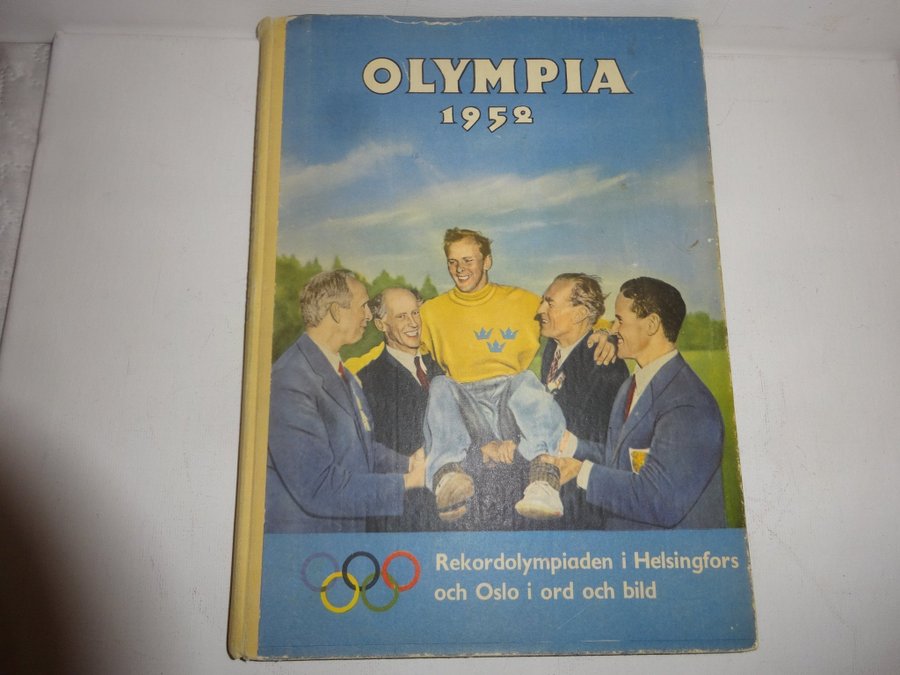 OLYMPIA
1952
Rekordolympiaden i Helsingfors
och Oslo i ord och bild